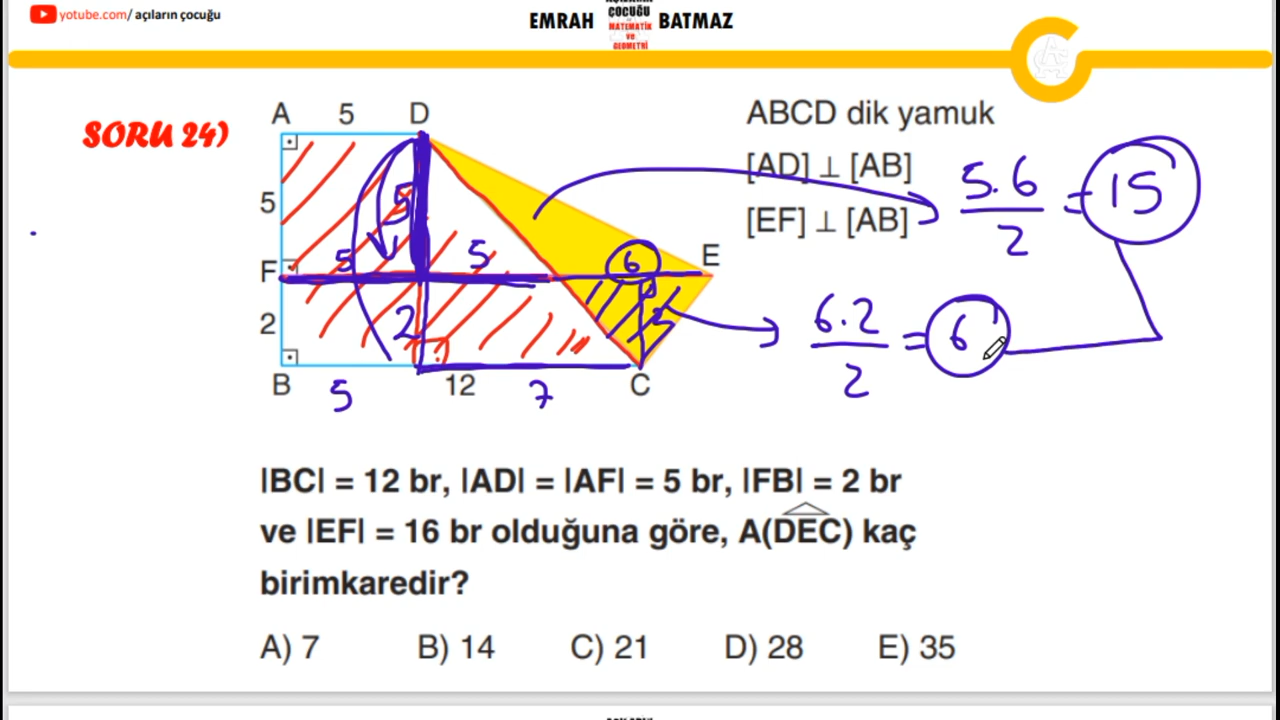 yotube.com/ açıların çocuğu
EMRAH
ÇOCUĞU
MATEMATİK
ve
GEOMETRİ
BATMAZ
SORU 24)
A 5 D
5
5
F
5
5
6
E
2
2
2
B
12
C
5
7
ABCD dik yamuk
[AD] ⊥ [AB]
[EF] ⊥ [AB]
5.6
2
= 15
6.2
2
= 6
|BC| = 12 br, |AD| = |AF| = 5 br, |FB| = 2 br
ve |EF| = 16 br olduğuna göre, A(DEC) kaç
birimkaredir?
A) 7 B) 14 C) 21 D) 28 E) 35